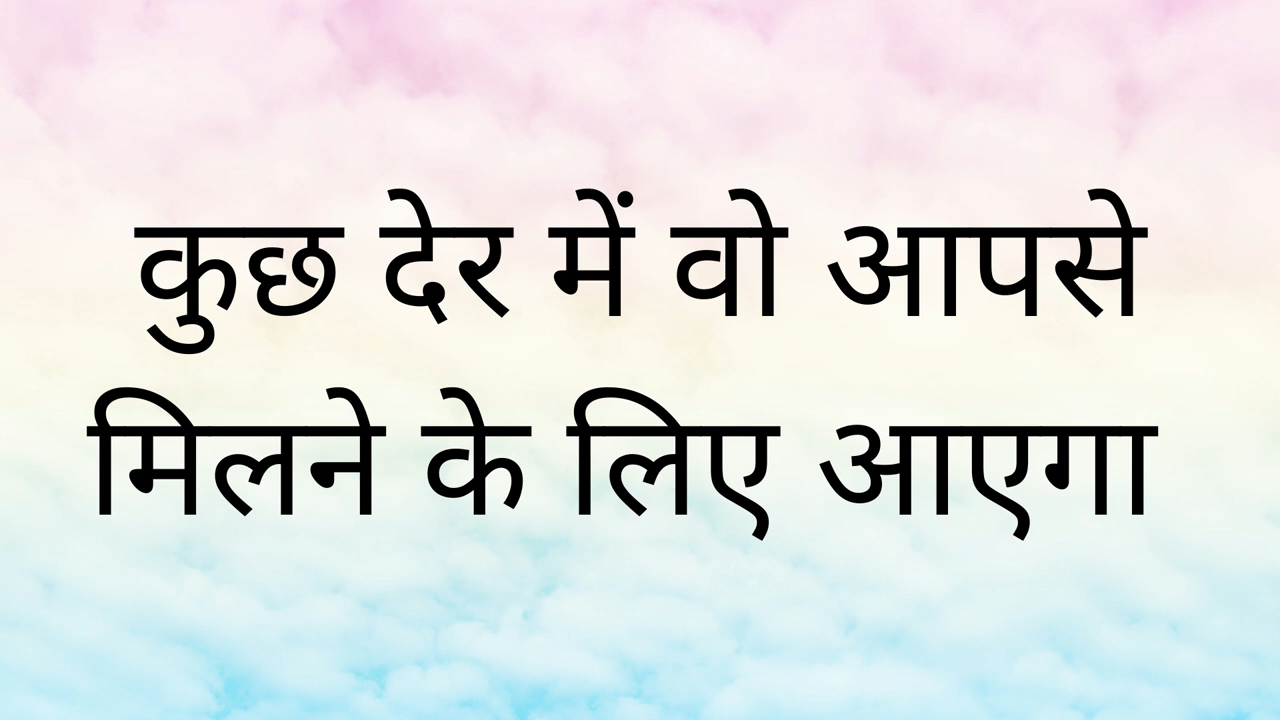 कुछ देर में वो आपसे
मिलने के लिए आएगा